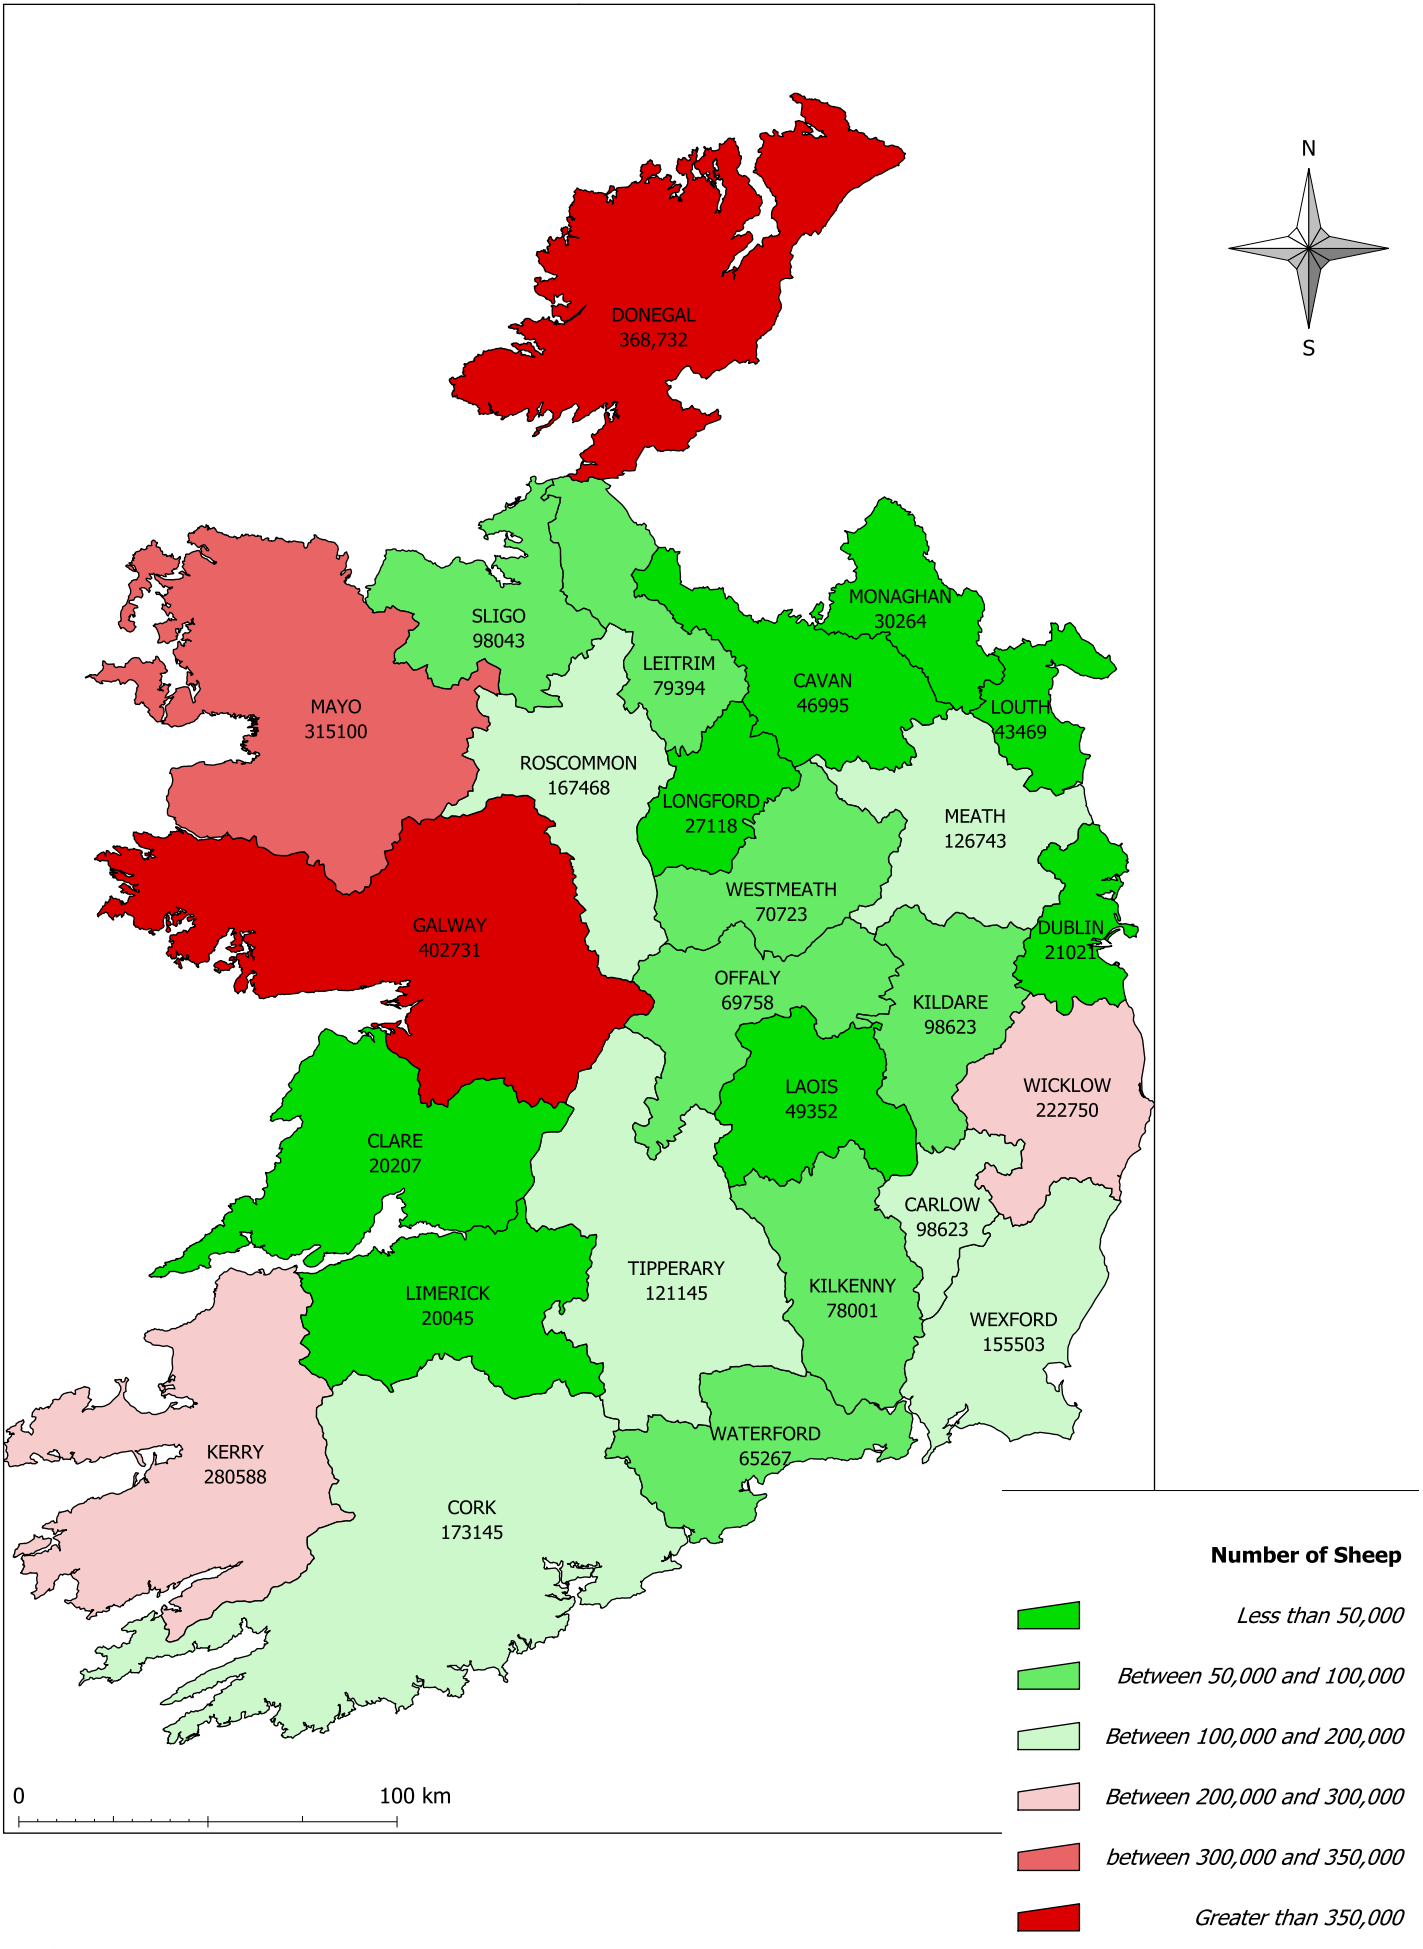 N
S
DONEGAL
368,732
SLIGO
98043
MONAGHAN
30264
LEITRIM
79394
CAVAN
46995
LOUTH
43469
MAYO
315100
ROSCOMMON
167468
LONGFORD
27118
MEATH
126743
WESTMEATH
70723
GALWAY
402731
DUBLIN
21021
OFFALY
69758
KILDARE
98623
LAOIS
49352
WICKLOW
222750
CLARE
20207
CARLOW
98623
TIPPERARY
121145
LIMERICK
20045
KILKENNY
78001
WEXFORD
155503
WATERFORD
65267
KERRY
280588
CORK
173145
Number of Sheep
Less than 50,000
Between 50,000 and 100,000
Between 100,000 and 200,000
Between 200,000 and 300,000
between 300,000 and 350,000
Greater than 350,000
0 100 km